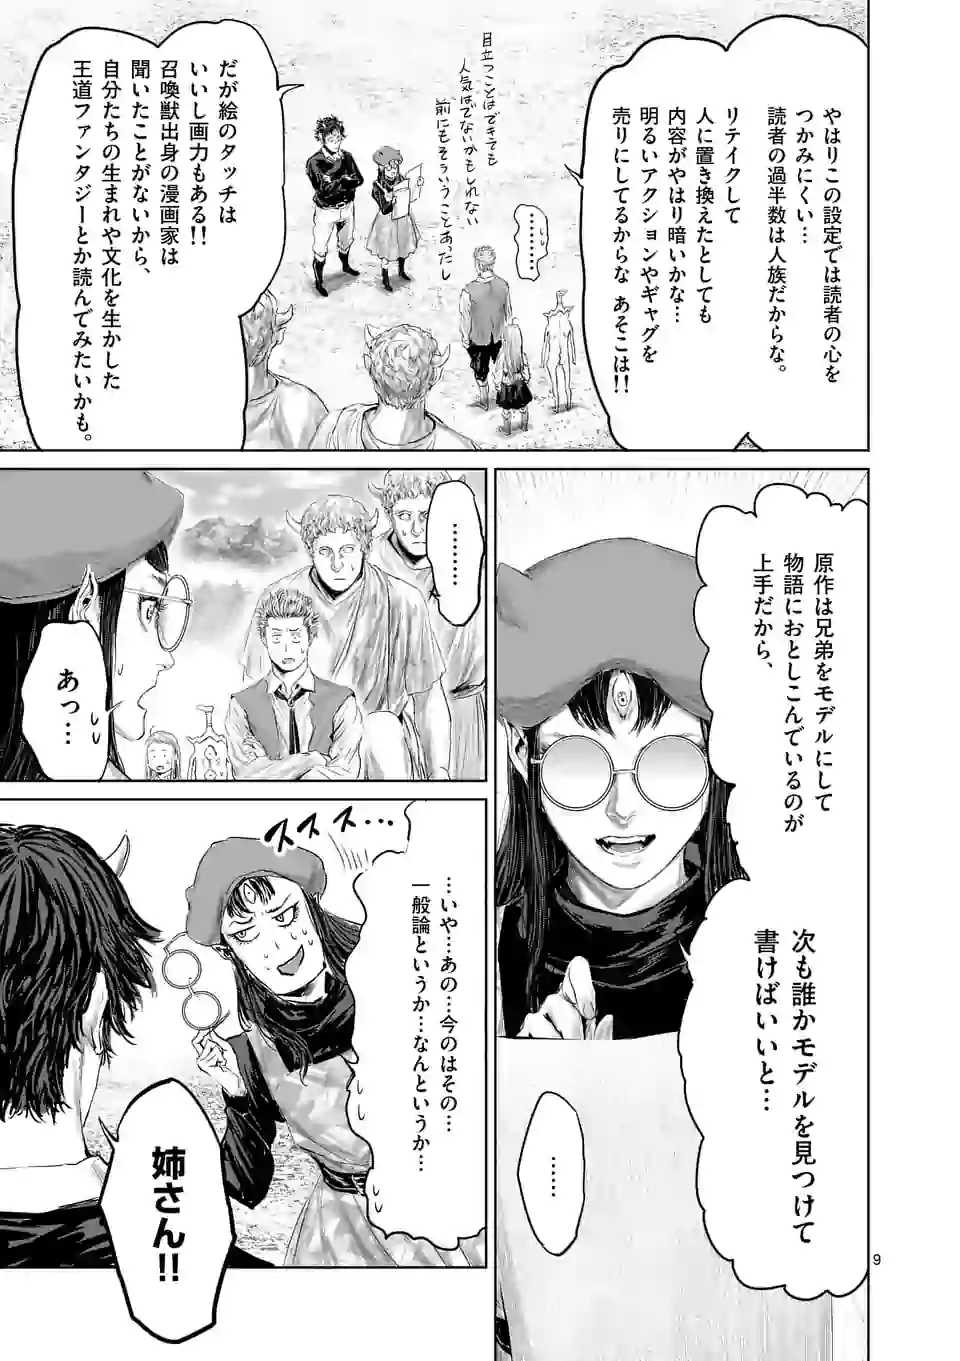 やはりこの設定では読者の心を
つかみにくい…
読者の過半数は人族だからな。
リテイクして
人に置き換えたとしても
内容がやはり暗いかな…
明るいアクションやギャグを
売りにしてるからな あそこは!!
………
目立つことはできても
人気はでないかもしれない
前にもそういうことあったし
だが絵のタッチは
いいし画力もある!!
召喚獣出身の漫画家は
聞いたことがないから、
自分たちの生まれや文化を生かした
王道ファンタジーとか読んでみたいかも。
原作は兄弟をモデルにして
物語におとしこんでいるのが
上手だから、
次も誰かモデルを見つけて
書けばいいと…
……
………
あっ…
ススス…
…いや…あの…今のはその…
一般論というか…なんというか…
姉さん!!
9